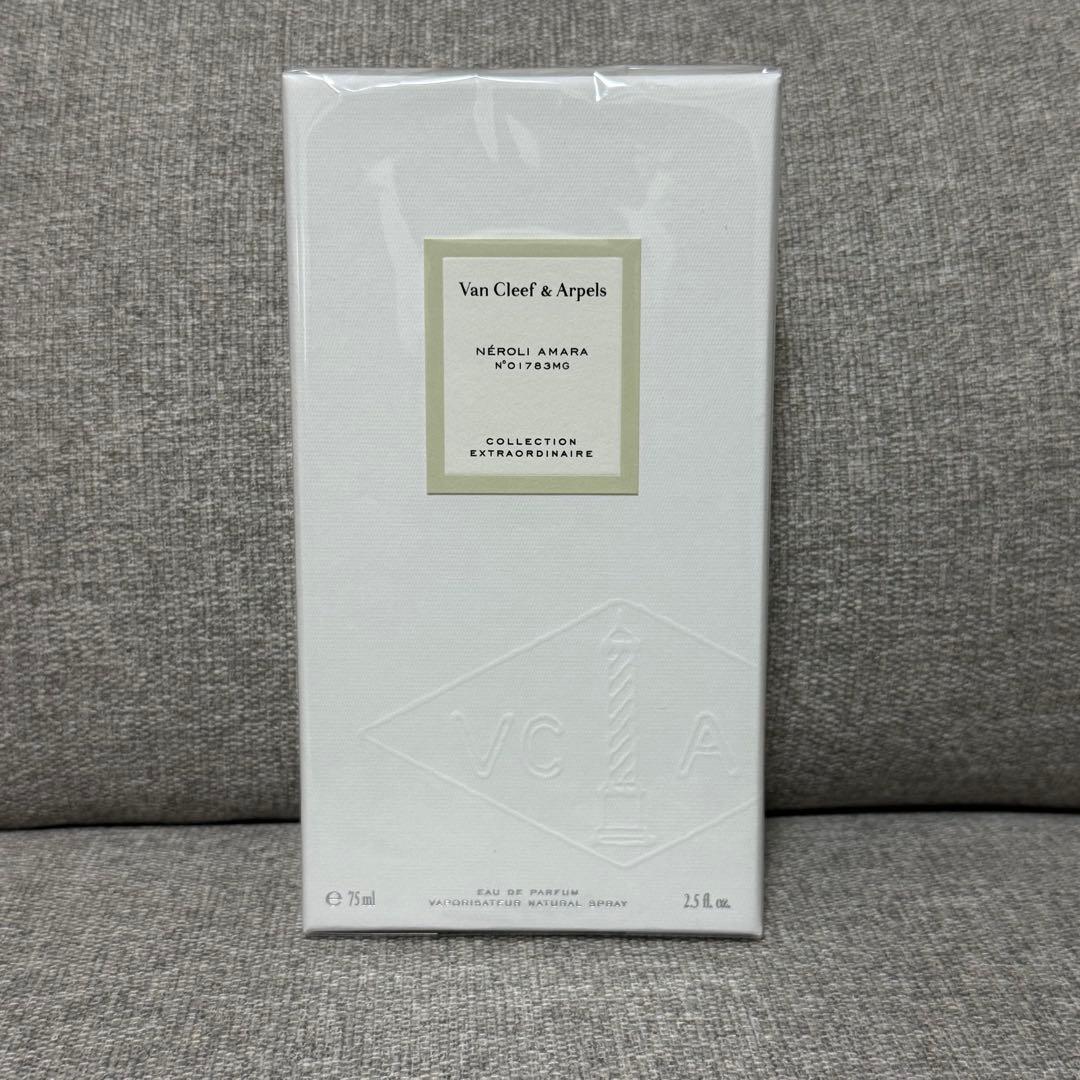 Van Cleef & Arpels
NÉROLI AMARA
N°01783MG
COLLECTION
EXTRAORDINAIRE
VC A
℮ 75 ml
EAU DE PARFUM
VAPORISATEUR NATURAL SPRAY
2.5 fl. oz.